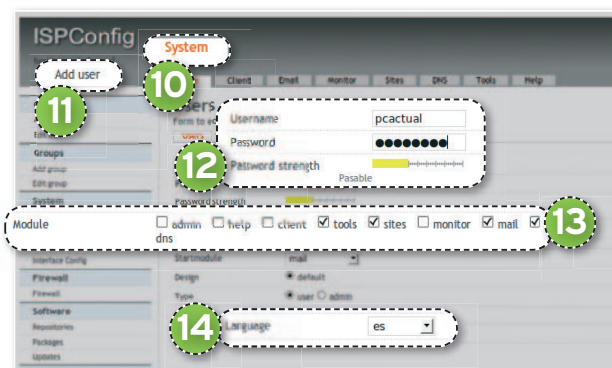 ISPConfig
System
Add user
10
11
Client Email Monitor Sites DNS Tools Help
Users
Form to
Users
Username pcactual
Password
12
Password strength
Pasable
Groups
Add group
Edit group
System
Password strength
Module admin help client tools sites monitor mail
dns
13
Interface Config
Startmodule mail
Firewall
Firewall
Design default
Type user admin
Software
Repositories
Packages
Updates
14
Language es